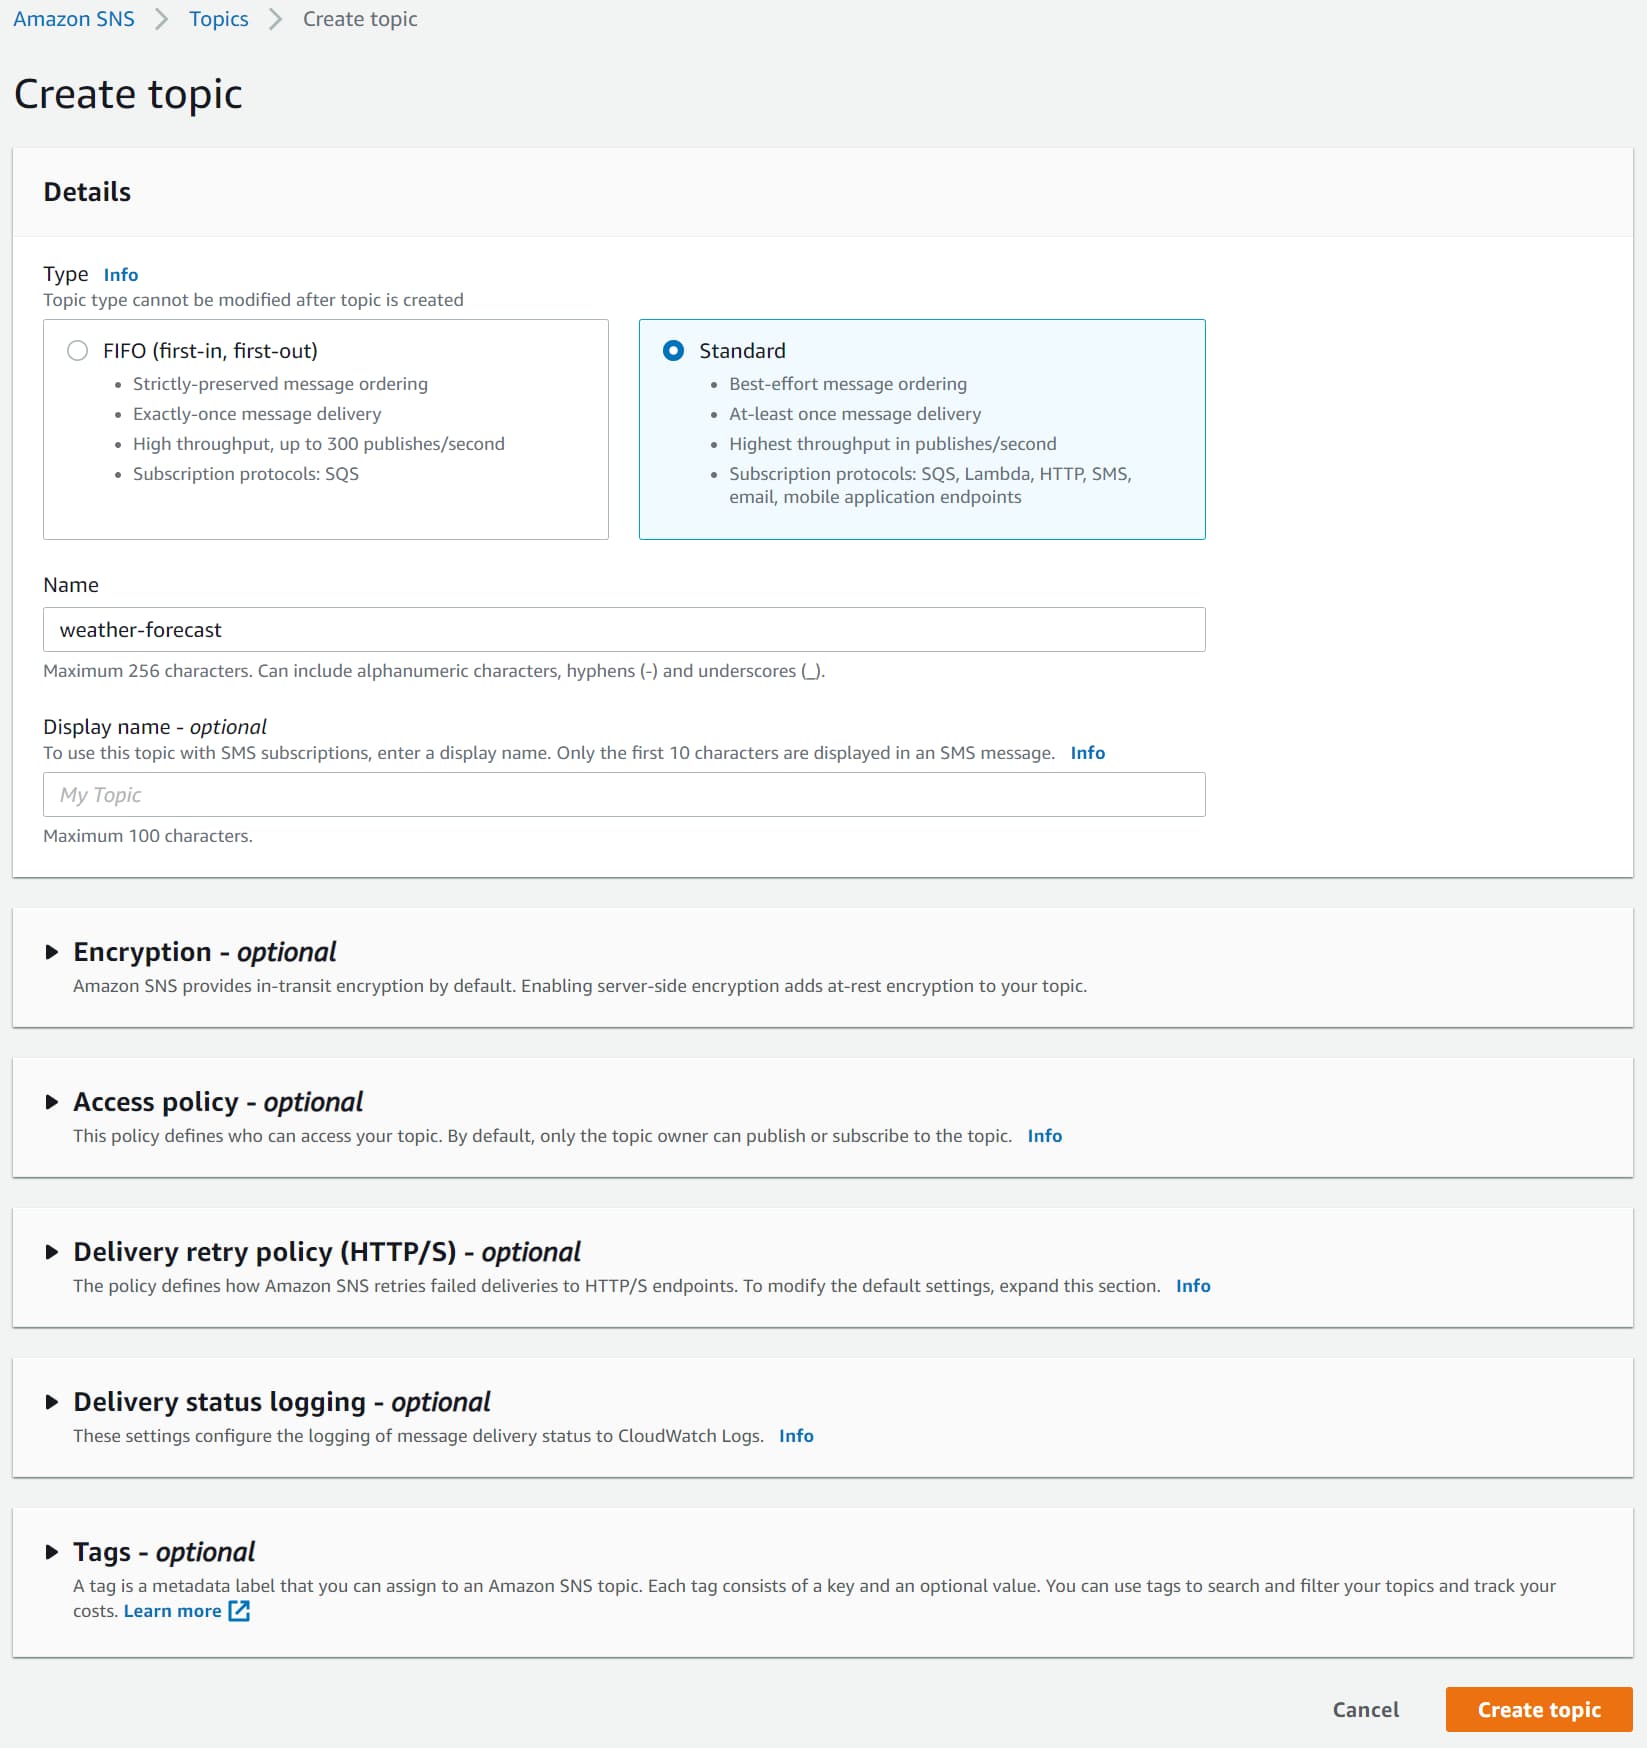 Amazon SNS > Topics > Create topic
Create topic
Details
Type Info
Topic type cannot be modified after topic is created
FIFO (first-in, first-out)
• Strictly-preserved message ordering
• Exactly-once message delivery
• High throughput, up to 300 publishes/second
• Subscription protocols: SQS
Standard
• Best-effort message ordering
• At-least once message delivery
• Highest throughput in publishes/second
• Subscription protocols: SQS, Lambda, HTTP, SMS,
email, mobile application endpoints
Name
weather-forecast
Maximum 256 characters. Can include alphanumeric characters, hyphens (-) and underscores (_).
Display name - optional
To use this topic with SMS subscriptions, enter a display name. Only the first 10 characters are displayed in an SMS message. Info
My Topic
Maximum 100 characters.
Encryption - optional
Amazon SNS provides in-transit encryption by default. Enabling server-side encryption adds at-rest encryption to your topic.
Access policy - optional
This policy defines who can access your topic. By default, only the topic owner can publish or subscribe to the topic. Info
Delivery retry policy (HTTP/S) - optional
The policy defines how Amazon SNS retries failed deliveries to HTTP/S endpoints. To modify the default settings, expand this section. Info
Delivery status logging - optional
These settings configure the logging of message delivery status to CloudWatch Logs. Info
Tags - optional
A tag is a metadata label that you can assign to an Amazon SNS topic. Each tag consists of a key and an optional value. You can use tags to search and filter your topics and track your
costs. Learn more
Cancel
Create topic